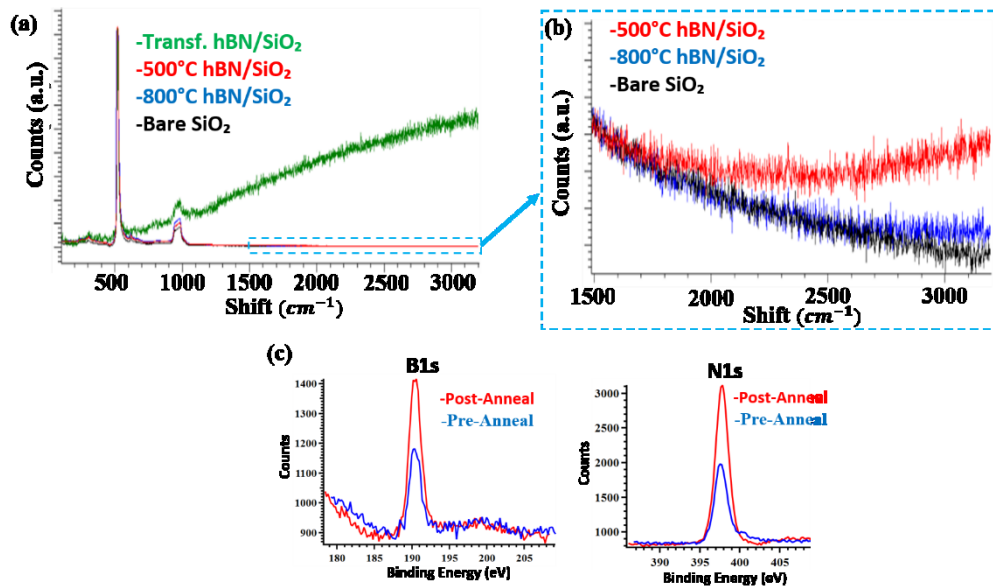 (a)
-Transf. hBN/SiO₂
-500°C hBN/SiO₂
-800°C hBN/SiO₂
-Bare SiO₂
Counts (a.u.)
500 1000 1500 2000 2500 3000
Shift (cm⁻¹)
(b)
-500°C hBN/SiO₂
-800°C hBN/SiO₂
-Bare SiO₂
Counts (a.u.)
1500 2000 2500 3000
Shift (cm⁻¹)
(c)
B1s
-Post-Anneal
-Pre-Anneal
Counts
1400
1300
1200
1100
1000
900
180 185 190 195 200 205
Binding Energy (eV)
N1s
-Post-Anneal
-Pre-Anneal
Counts
3000
2500
2000
1500
1000
390 395 400 405
Binding Energy (eV)